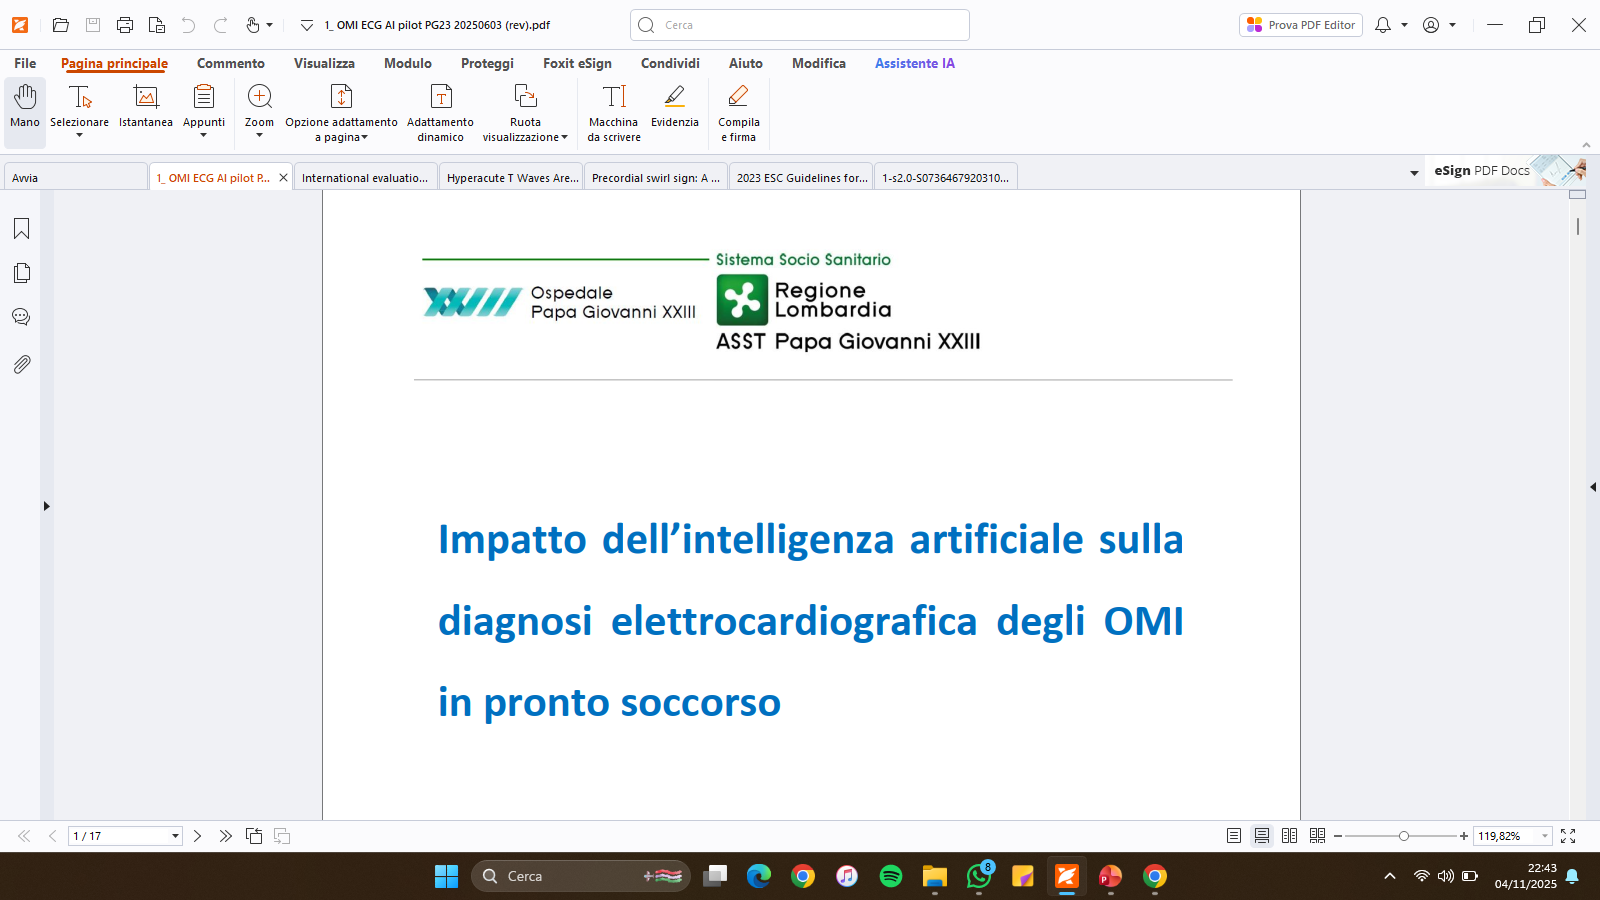 1_ OMI ECG AI pilot PG23 20250603 (rev).pdf
Cerca
Prova PDF Editor
File
Pagina principale
Commento
Visualizza
Modulo
Proteggi
Foxit eSign
Condividi
Aiuto
Modifica
Assistente IA
Mano
Selezionare
Istantanea
Appunti
Zoom
Opzione adattamento
a pagina
Adattamento
dinamico
Ruota
visualizzazione
Macchina
da scrivere
Evidenzia
Compila
e firma
Avvia
1_ OMI ECG AI pilot P...
International evaluatio...
Hyperacute T Waves Are...
Precordial swirl sign: A ...
2023 ESC Guidelines for...
1-s2.0-S0736467920310...
eSign PDF Docs
Sistema Socio Sanitario
Ospedale
Papa Giovanni XXIII
Regione
Lombardia
ASST Papa Giovanni XXIII
Impatto dell’intelligenza artificiale sulla
diagnosi elettrocardiografica degli OMI
in pronto soccorso
1 / 17
119,82%
Cerca
8
22:43
04/11/2025